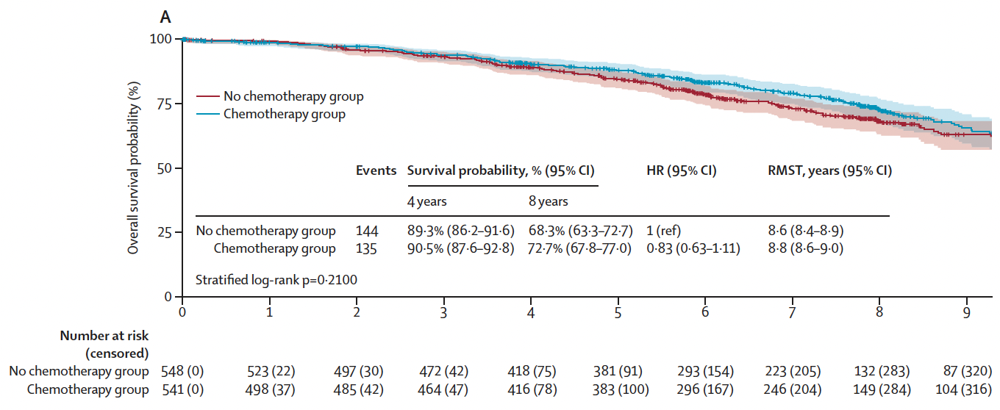 A
100
75
50
25
0
Overall survival probability (%)
No chemotherapy group
Chemotherapy group
Events Survival probability, % (95% CI) HR (95% CI) RMST, years (95% CI)
4 years 8 years
No chemotherapy group 144 89·3% (86·2–91·6) 68·3% (63·3–72·7) 1 (ref) 8·6 (8·4–8·9)
Chemotherapy group 135 90·5% (87·6–92·8) 72·7% (67·8–77·0) 0·83 (0·63–1·11) 8·8 (8·6–9·0)
Stratified log-rank p=0·2100
0 1 2 3 4 5 6 7 8 9
Number at risk
(censored)
No chemotherapy group 548 (0) 523 (22) 497 (30) 472 (42) 418 (75) 381 (91) 293 (154) 223 (205) 132 (283) 87 (320)
Chemotherapy group 541 (0) 498 (37) 485 (42) 464 (47) 416 (78) 383 (100) 296 (167) 246 (204) 149 (284) 104 (316)